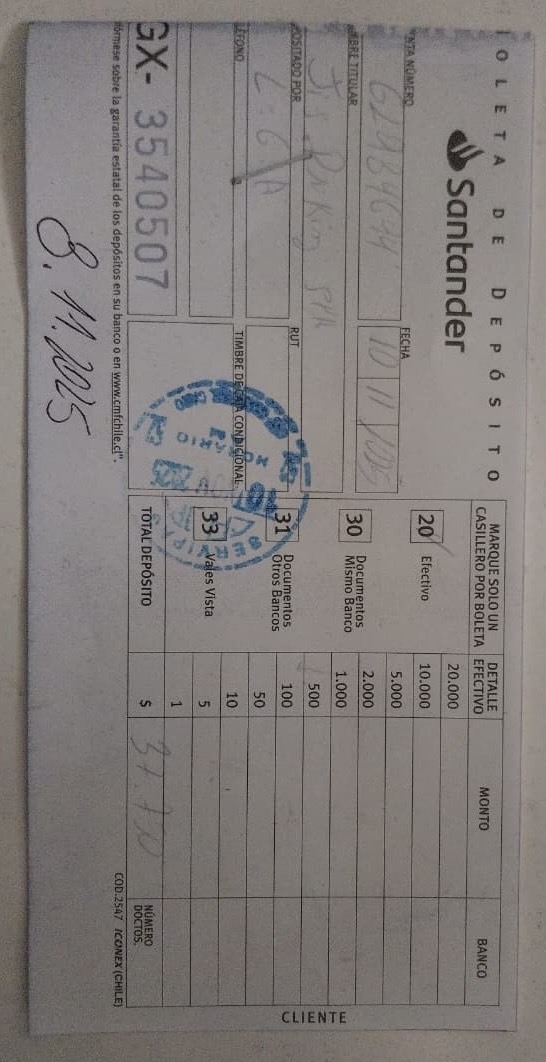 BOLETA DE DEPÓSITO
Santander
CUENTA NÚMERO
FECHA
10 11 2025
NOMBRE TITULAR
DEPOSITADO POR
RUT
TELÉFONO
TIMBRE DE CAJA CONDICIONAL
GX- 3540507
Infórmese sobre la garantía estatal de los depósitos en su banco o en www.cmfchile.cl".
8.11.2025
MARQUE SOLO UN
CASILLERO POR BOLETA
DETALLE
EFECTIVO
MONTO
BANCO
20 Efectivo
30 Documentos
Mismo Banco
31 Documentos
Otros Bancos
33 Vales Vista
20.000
10.000
5.000
2.000
1.000
500
100
50
10
5
1
TOTAL DEPÓSITO $
NÚMERO
DOCTOS.
COD.2547 ICONEX (CHILE)
CLIENTE